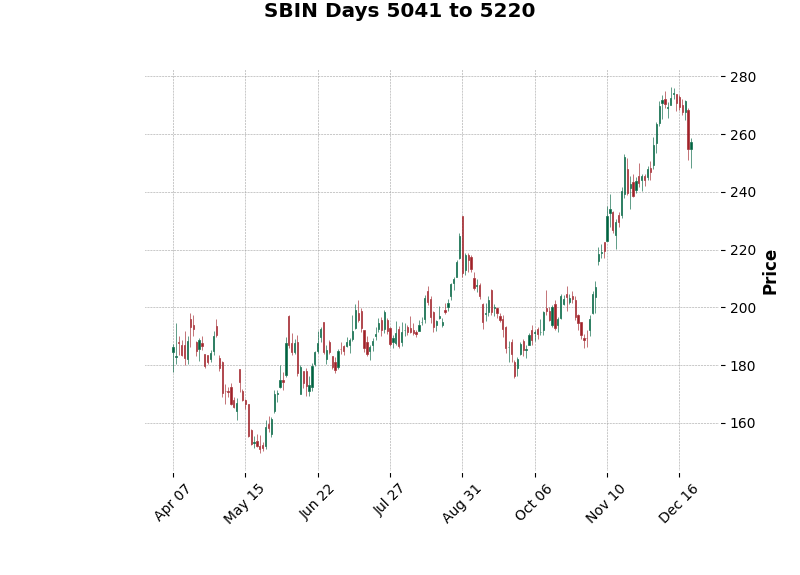 SBIN Days 5041 to 5220
280
260
240
220
200
180
160
Price
Apr 07
May 15
Jun 22
Jul 27
Aug 31
Oct 06
Nov 10
Dec 16